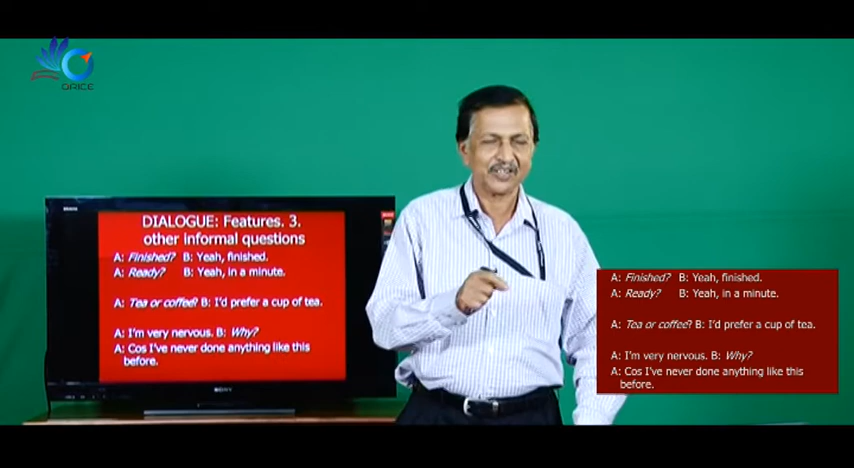 QRICE
DIALOGUE: Features. 3.
other informal questions
A: Finished? B: Yeah, finished.
A: Ready? B: Yeah, in a minute.
A: Tea or coffee? B: I'd prefer a cup of tea.
A: I'm very nervous. B: Why?
A: Cos I've never done anything like this
before.
SONY
A: Finished? B: Yeah, finished.
A: Ready? B: Yeah, in a minute.
A: Tea or coffee? B: I'd prefer a cup of tea.
A: I'm very nervous. B: Why?
A: Cos I've never done anything like this
before.